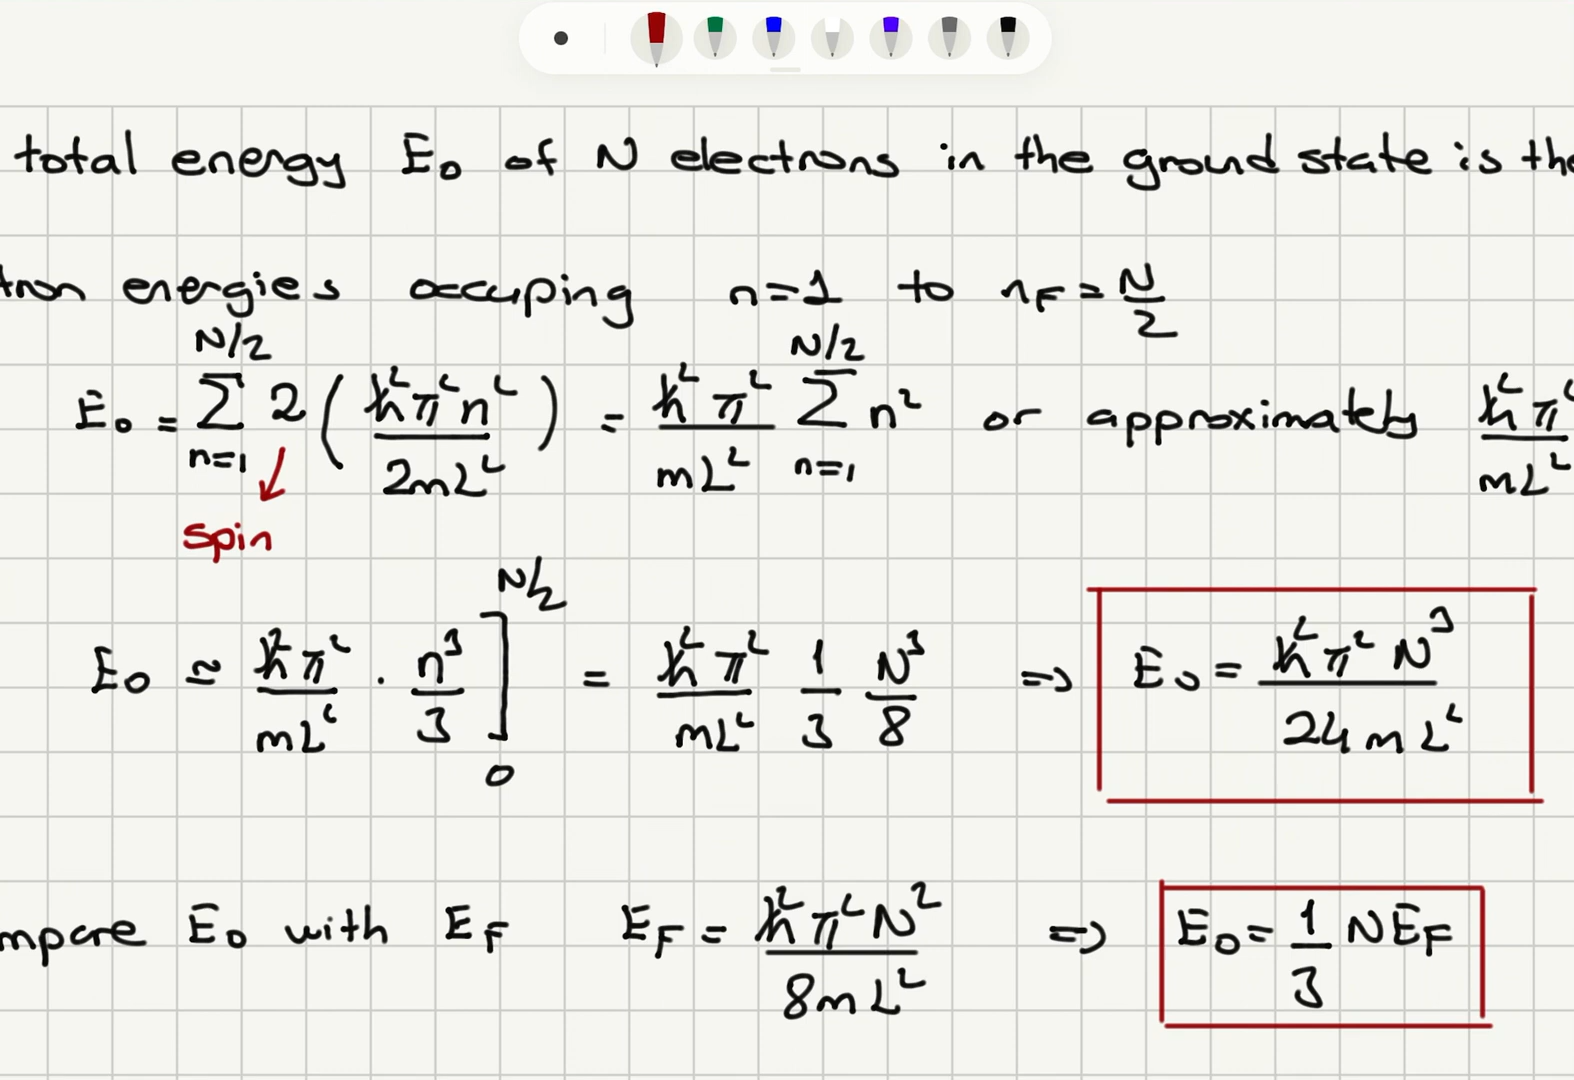 total energy E₀ of N electrons in the ground state is the
tron energies occuping n=1 to n_F = N/2
E₀ = Σ_{n=1}^{N/2} 2 (ħ²π²n² / 2mL²) = ħ²π²/mL² Σ_{n=1}^{N/2} n² or approximately ħ²π²/mL²
spin
E₀ ≃ ħ²π²/mL² · n³/3 ]₀^{N/2} = ħ²π²/mL² 1/3 N³/8 ⇒ E₀ = ħ²π²N³/24mL²
mpare E₀ with E_F E_F = ħ²π²N²/8mL² ⇒ E₀ = 1/3 NE_F